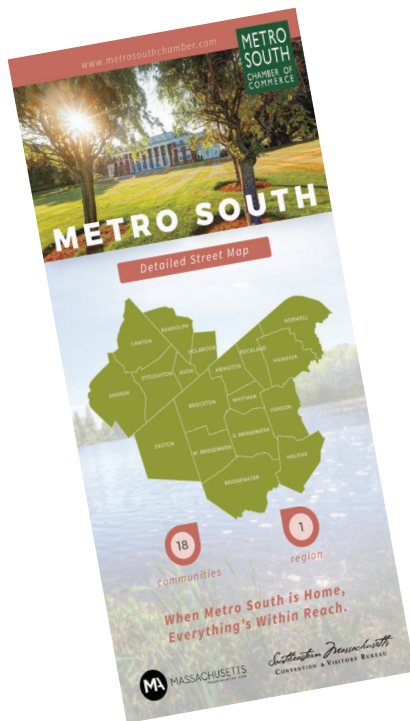 www.metrosouthchamber.com
METRO
SOUTH
CHAMBER OF
COMMERCE
METRO SOUTH
Detailed Street Map
NORWELL
RANDOLPH
CANTON
HOLBROOK
ROCKLAND
HANOVER
STOUGHTON
AVON
ABINGTON
SHARON
WHITMAN
BROCKTON
HANSON
EASTON
W. BRIDGEWATER
E. BRIDGEWATER
HALIFAX
BRIDGEWATER
18
communities
1
region
When Metro South is Home,
Everything's Within Reach.
MA
MASSACHUSETTS
Southeastern Massachusetts
CONVENTION & VISITORS BUREAU